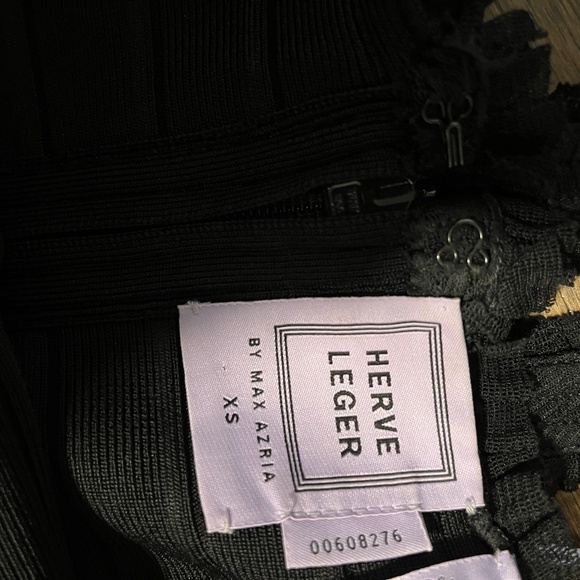 HERVE
LEGER
BY MAX AZRIA
XS
00608276